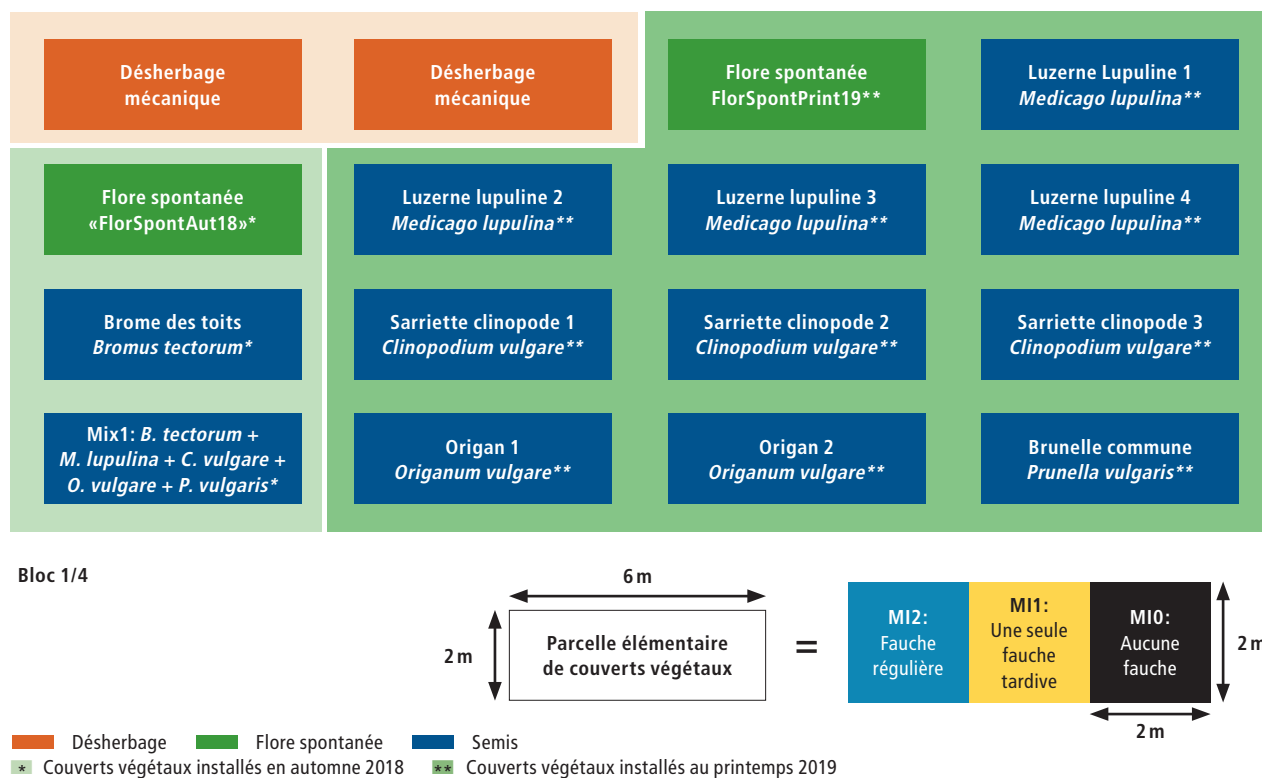 Désherbage
mécanique
Désherbage
mécanique
Flore spontanée
FlorSpontPrint19**
Luzerne Lupuline 1
Medicago lupulina**
Flore spontanée
«FlorSpontAut18»*
Luzerne lupuline 2
Medicago lupulina**
Luzerne lupuline 3
Medicago lupulina**
Luzerne lupuline 4
Medicago lupulina**
Brome des toits
Bromus tectorum*
Sarriette clinopode 1
Clinopodium vulgare**
Sarriette clinopode 2
Clinopodium vulgare**
Sarriette clinopode 3
Clinopodium vulgare**
Mix1: B. tectorum +
M. lupulina + C. vulgare +
O. vulgare + P. vulgaris*
Origan 1
Origanum vulgare**
Origan 2
Origanum vulgare**
Brunelle commune
Prunella vulgaris**
Bloc 1/4
6 m
2 m
Parcelle élémentaire
de couverts végétaux
=
MI2:
Fauche
régulière
MI1:
Une seule
fauche
tardive
MI0:
Aucune
fauche
2 m
2 m
Désherbage
Flore spontanée
Semis
* Couverts végétaux installés en automne 2018
** Couverts végétaux installés au printemps 2019